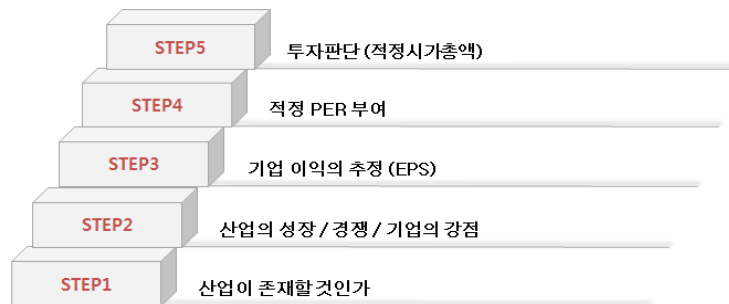 STEP5 투자판단 (적정시가총액)
STEP4 적정 PER 부여
STEP3 기업 이익의 추정 (EPS)
STEP2 산업의 성장 / 경쟁 / 기업의 강점
STEP1 산업이 존재할 것인가